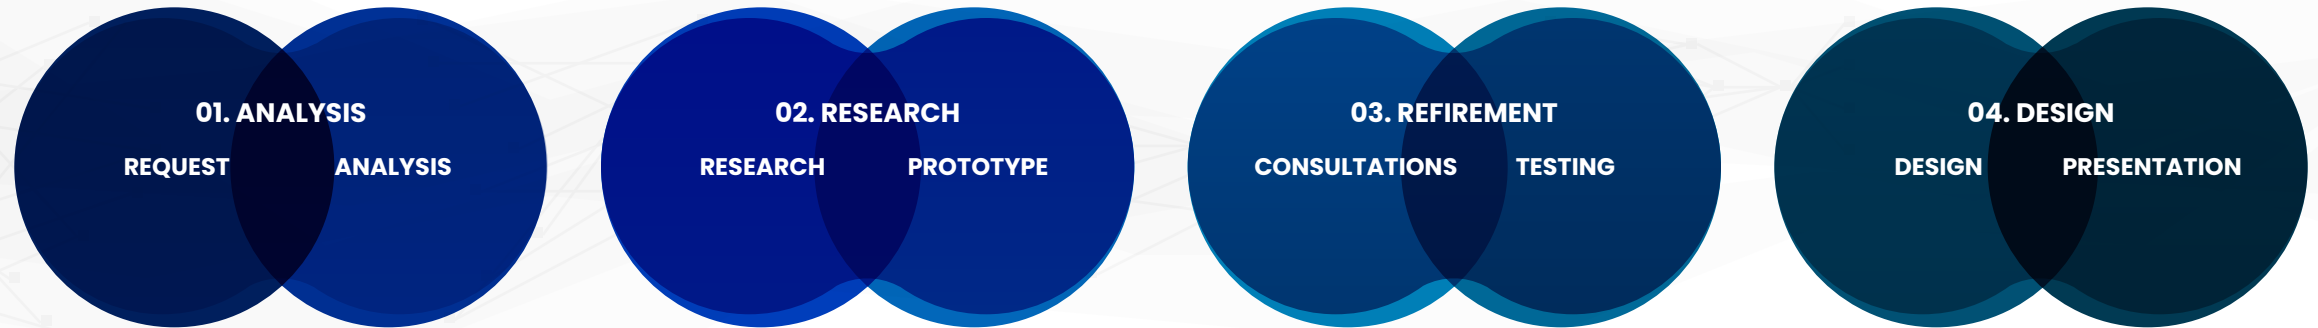 01. ANALYSIS
REQUEST ANALYSIS
02. RESEARCH
RESEARCH PROTOTYPE
03. REFIREMENT
CONSULTATIONS TESTING
04. DESIGN
DESIGN PRESENTATION